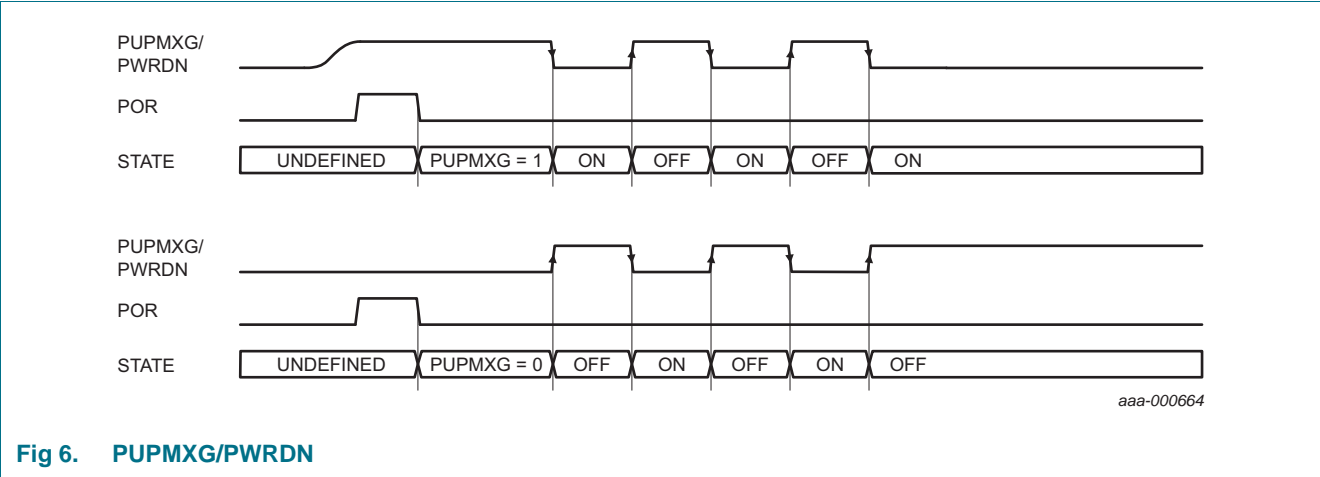 PUPMXG/
PWRDN
POR
STATE UNDEFINED PUPMXG = 1 ON OFF ON OFF ON
PUPMXG/
PWRDN
POR
STATE UNDEFINED PUPMXG = 0 OFF ON OFF ON OFF
aaa-000664
Fig 6. PUPMXG/PWRDN